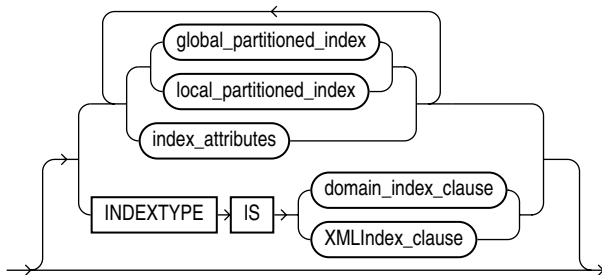 global_partitioned_index
local_partitioned_index
index_attributes
INDEXTYPE IS domain_index_clause
XMLIndex_clause